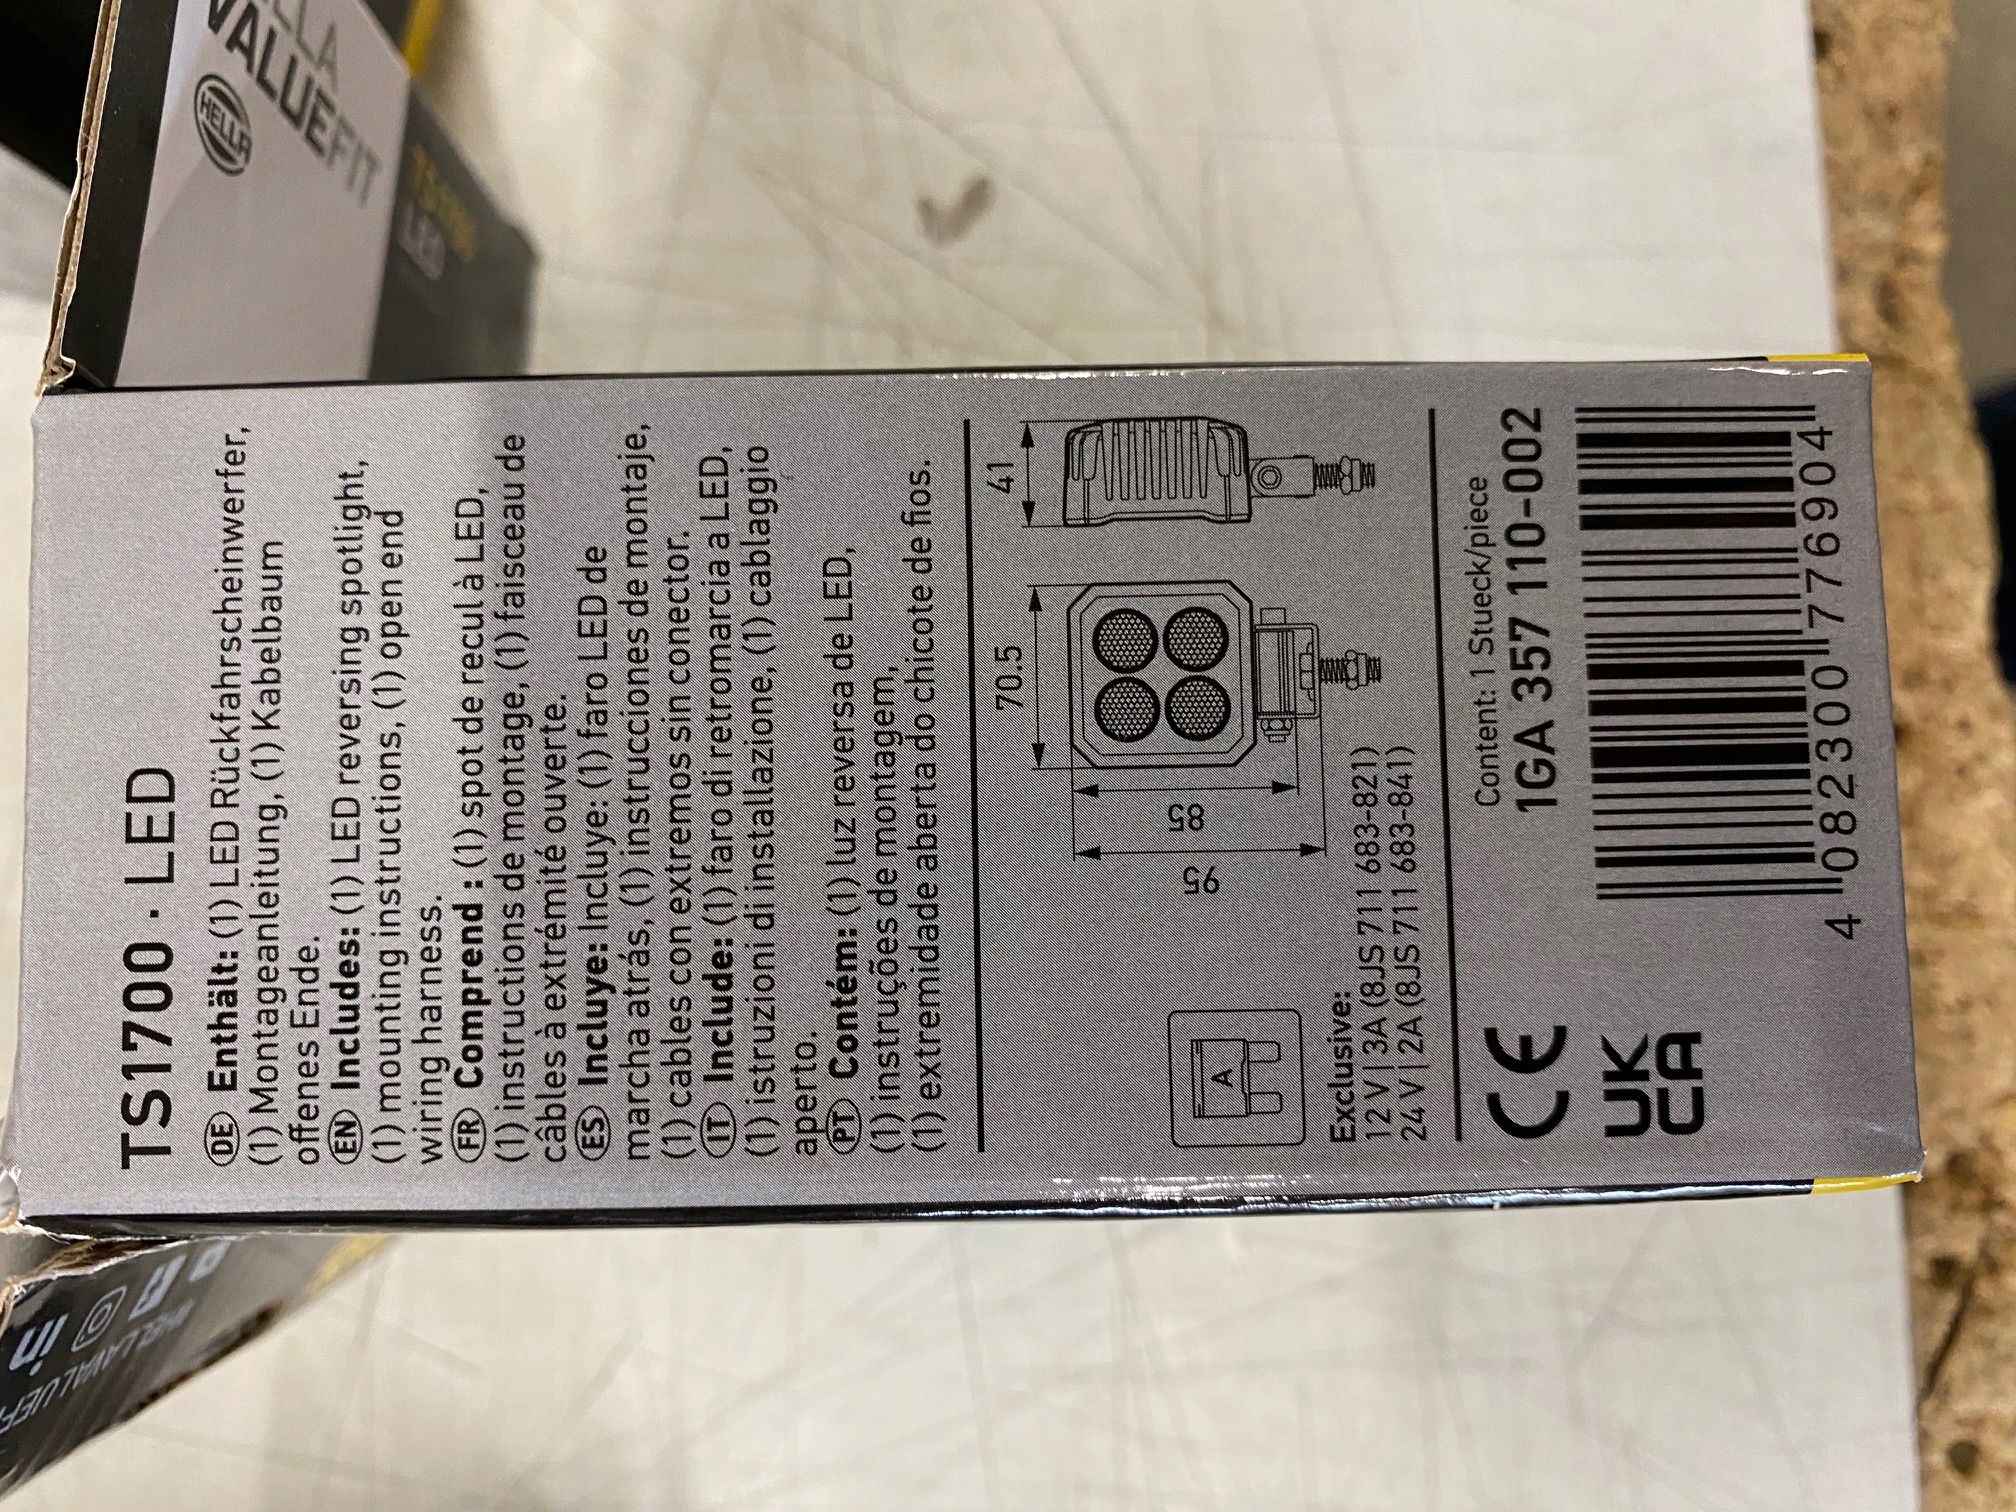 TS1700 · LED
DE Enthält: (1) LED Rückfahrscheinwerfer,
(1) Montageanleitung, (1) Kabelbaum
offenes Ende.
EN Includes: (1) LED reversing spotlight,
(1) mounting instructions, (1) open end
wiring harness.
FR Comprend : (1) spot de recul à LED,
(1) instructions de montage, (1) faisceau de
câbles à extrémité ouverte.
ES Incluye: Incluye: (1) faro LED de
marcha atrás, (1) instrucciones de montaje,
(1) cables con extremos sin conector.
IT Include: (1) faro di retromarcia a LED,
(1) istruzioni di installazione, (1) cablaggio
aperto.
PT Contém: (1) luz reversa de LED,
(1) instruções de montagem,
(1) extremidade aberta do chicote de fios.
70.5
41
85
95
A
Exclusive:
12 V | 3A (8JS 711 683-821)
24 V | 2A (8JS 711 683-841)
CE
UK
CA
Content: 1 Stueck/piece
1GA 357 110-002
4 082300 776904
VALUEFIT
HELLA
LED
in